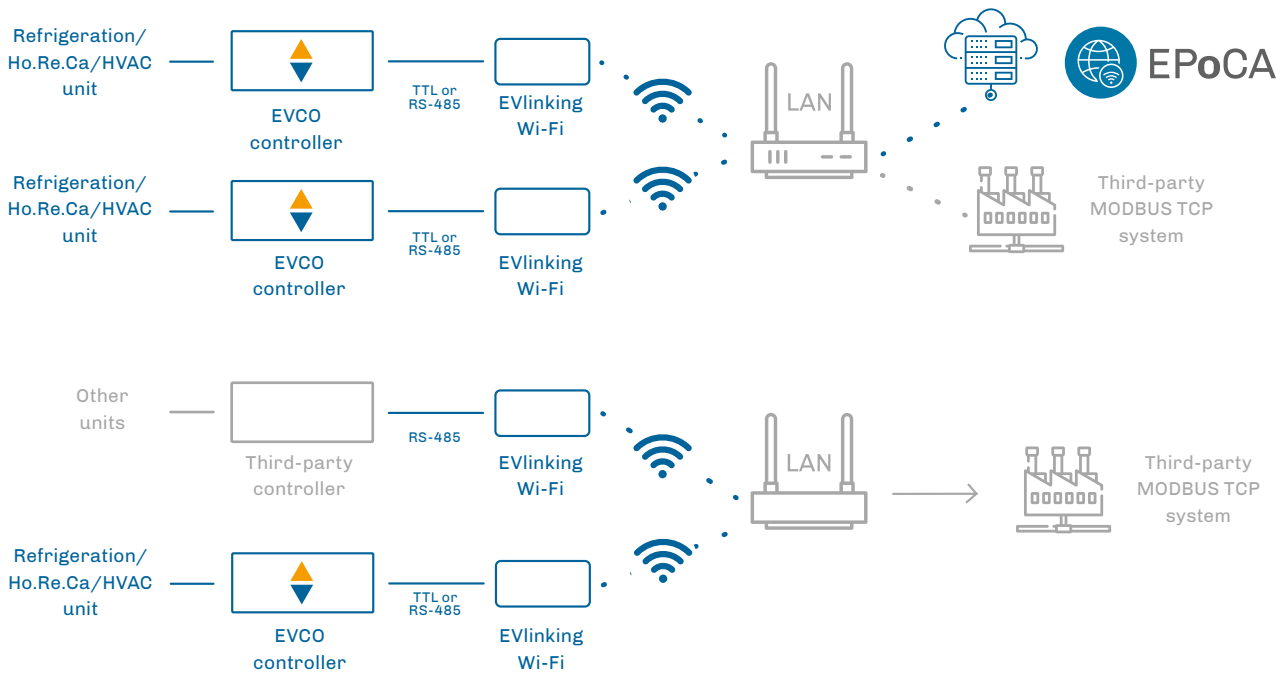 Refrigeration/
Ho.Re.Ca/HVAC
unit
EVCO
controller
TTL or
RS-485
EVlinking
Wi-Fi
LAN
EPoCA
Refrigeration/
Ho.Re.Ca/HVAC
unit
EVCO
controller
TTL or
RS-485
EVlinking
Wi-Fi
Third-party
MODBUS TCP
system
Other
units
Third-party
controller
RS-485
EVlinking
Wi-Fi
LAN
Third-party
MODBUS TCP
system
Refrigeration/
Ho.Re.Ca/HVAC
unit
EVCO
controller
TTL or
RS-485
EVlinking
Wi-Fi